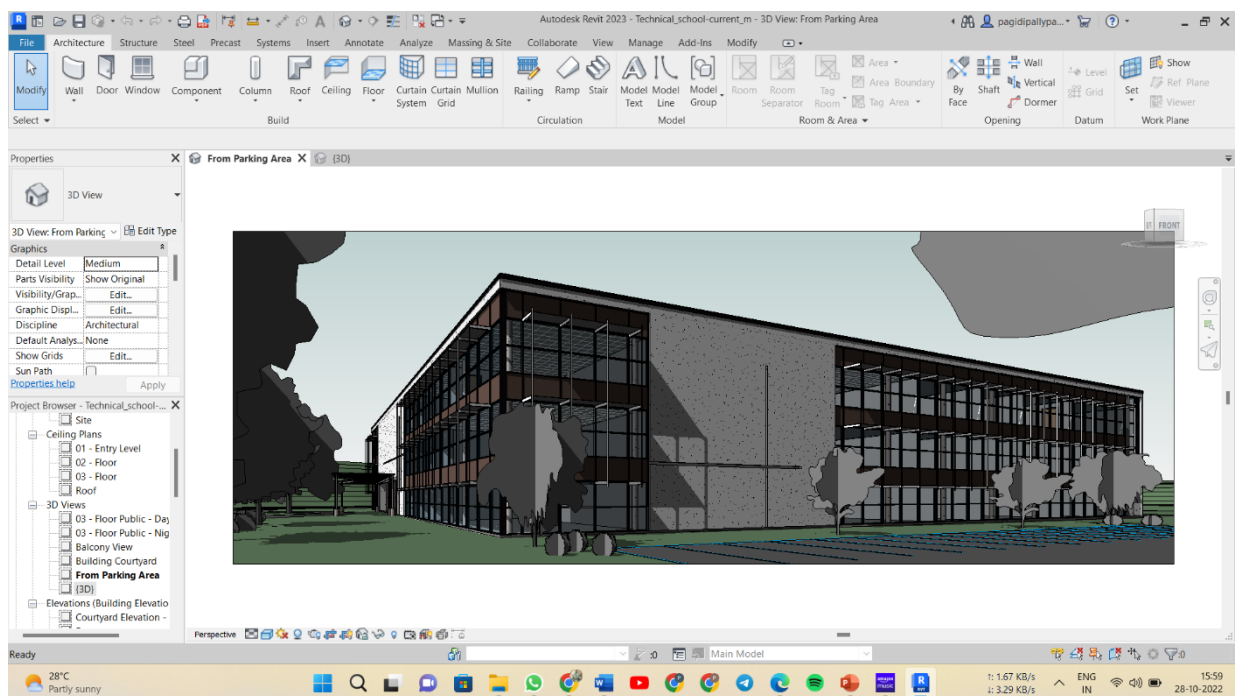 Autodesk Revit 2023 - Technical_school-current_m - 3D View: From Parking Area
pagidipallypa...
File Architecture Structure Steel Precast Systems Insert Annotate Analyze Massing & Site Collaborate View Manage Add-Ins Modify
Modify Wall Door Window Component Column Roof Ceiling Floor Curtain System Curtain Grid Mullion Railing Ramp Stair Model Text Model Line Model Group Room Room Separator Tag Room By Face Shaft Set
Area
Area Boundary
Tag Area
Wall
Vertical
Dormer
Level
Grid
Show
Ref Plane
Viewer
Select Build Circulation Model Room & Area Opening Datum Work Plane
Properties
From Parking Area {3D}
3D View
3D View: From Parking Edit Type
Graphics
Detail Level Medium
Parts Visibility Show Original
Visibility/Grap... Edit...
Graphic Displ... Edit...
Discipline Architectural
Default Analys... None
Show Grids Edit...
Sun Path
Properties help Apply
FRONT
Project Browser - Technical_school-...
Site
Ceiling Plans
01 - Entry Level
02 - Floor
03 - Floor
Roof
3D Views
03 - Floor Public - Day
03 - Floor Public - Nig
Balcony View
Building Courtyard
From Parking Area
{3D}
Elevations (Building Elevatio
Courtyard Elevation -
Perspective
Ready :0 Main Model :0
28°C
Partly sunny
1.67 KB/s
3.29 KB/s
ENG
IN
15:59
28-10-2022